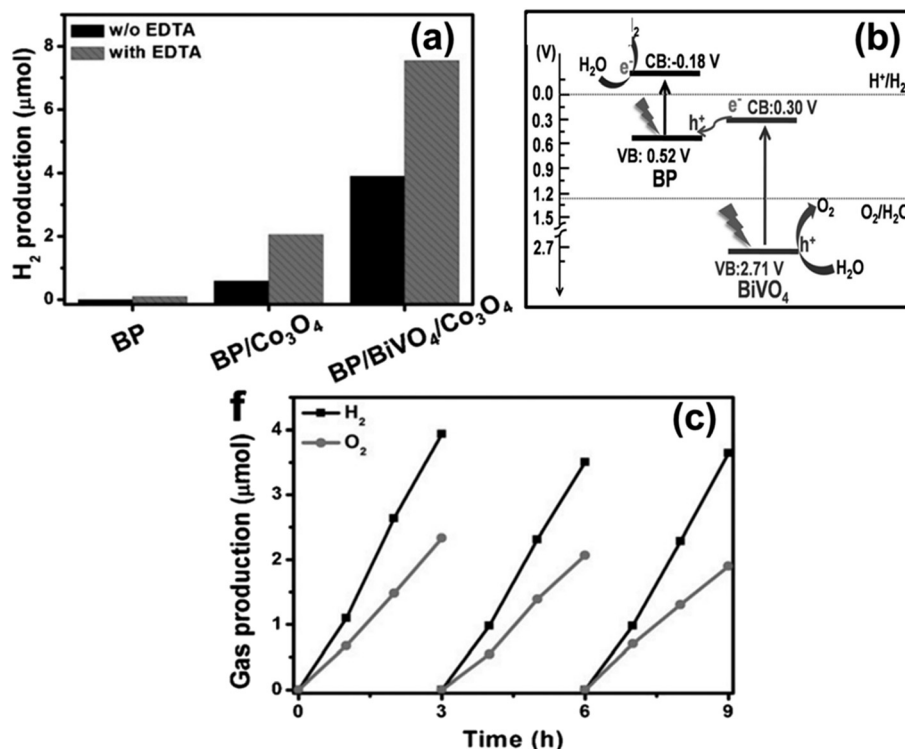 (a)
w/o EDTA
with EDTA
H₂ production (μmol)
8
6
4
2
0
BP
BP/Co₃O₄
BP/BiVO₄/Co₃O₄
(b)
(V)
0.0
0.3
0.6
1.2
1.5
2.7
H₂O
e⁻
CB:-0.18 V
H⁺/H₂
h⁺
e⁻
CB:0.30 V
VB: 0.52 V
BP
O₂
O₂/H₂O
h⁺
H₂O
VB:2.71 V
BiVO₄
f
(c)
H₂
O₂
Gas production (μmol)
4
3
2
1
0
0
3
6
9
Time (h)